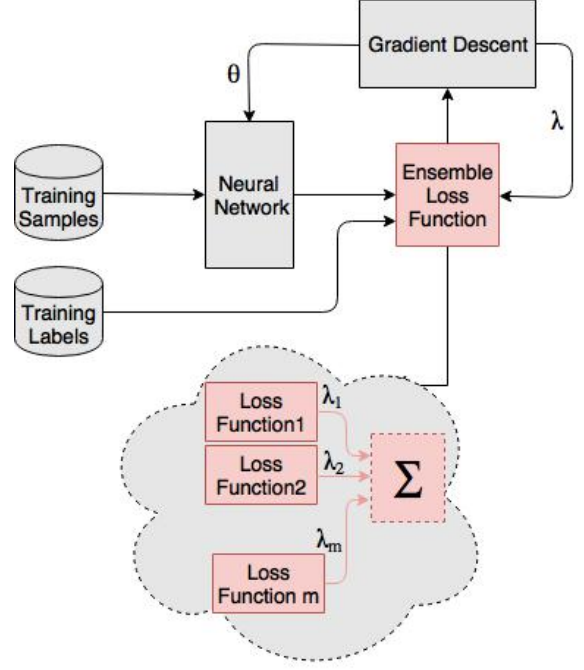 Gradient Descent
θ
λ
Training
Samples
Neural
Network
Ensemble
Loss
Function
Training
Labels
Loss
Function1
λ1
Loss
Function2
λ2
Σ
λm
Loss
Function m